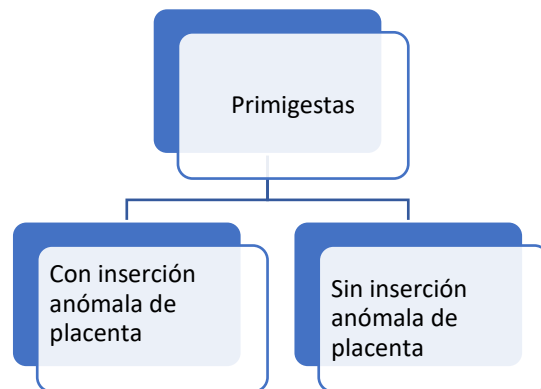 Primigestas
Con inserción
anómala de
placenta
Sin inserción
anómala de
placenta